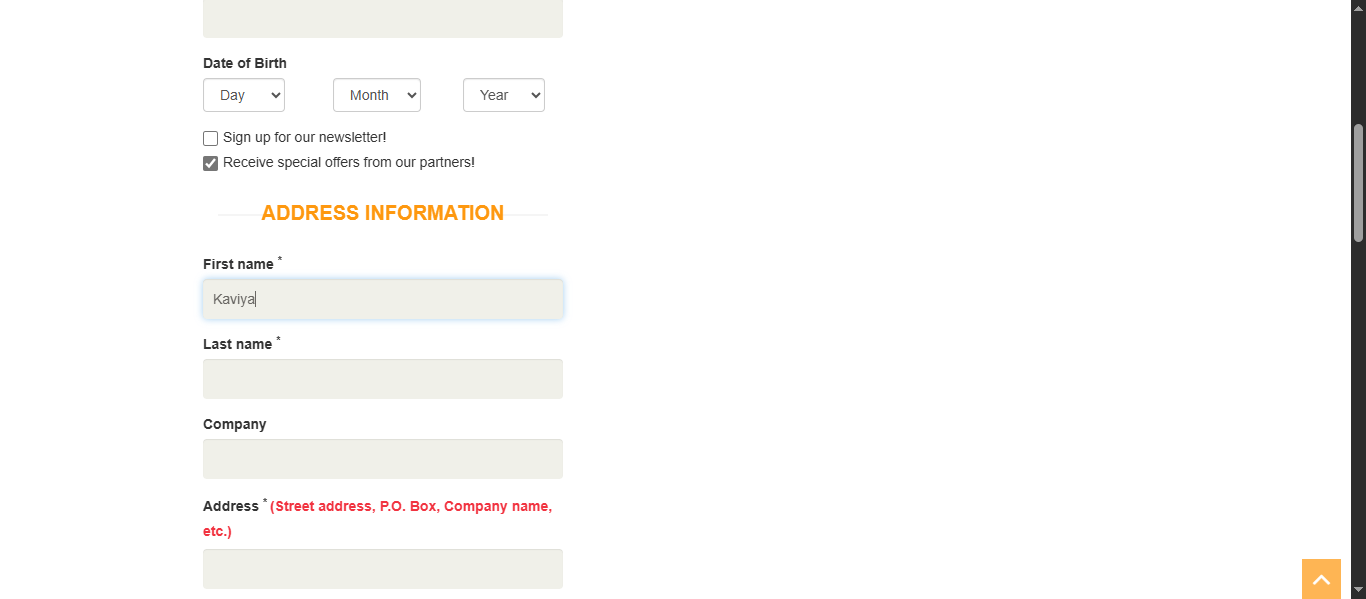 Date of Birth
Day Month Year
Sign up for our newsletter!
Receive special offers from our partners!
ADDRESS INFORMATION
First name *
Kaviya
Last name *
Company
Address * (Street address, P.O. Box, Company name,
etc.)